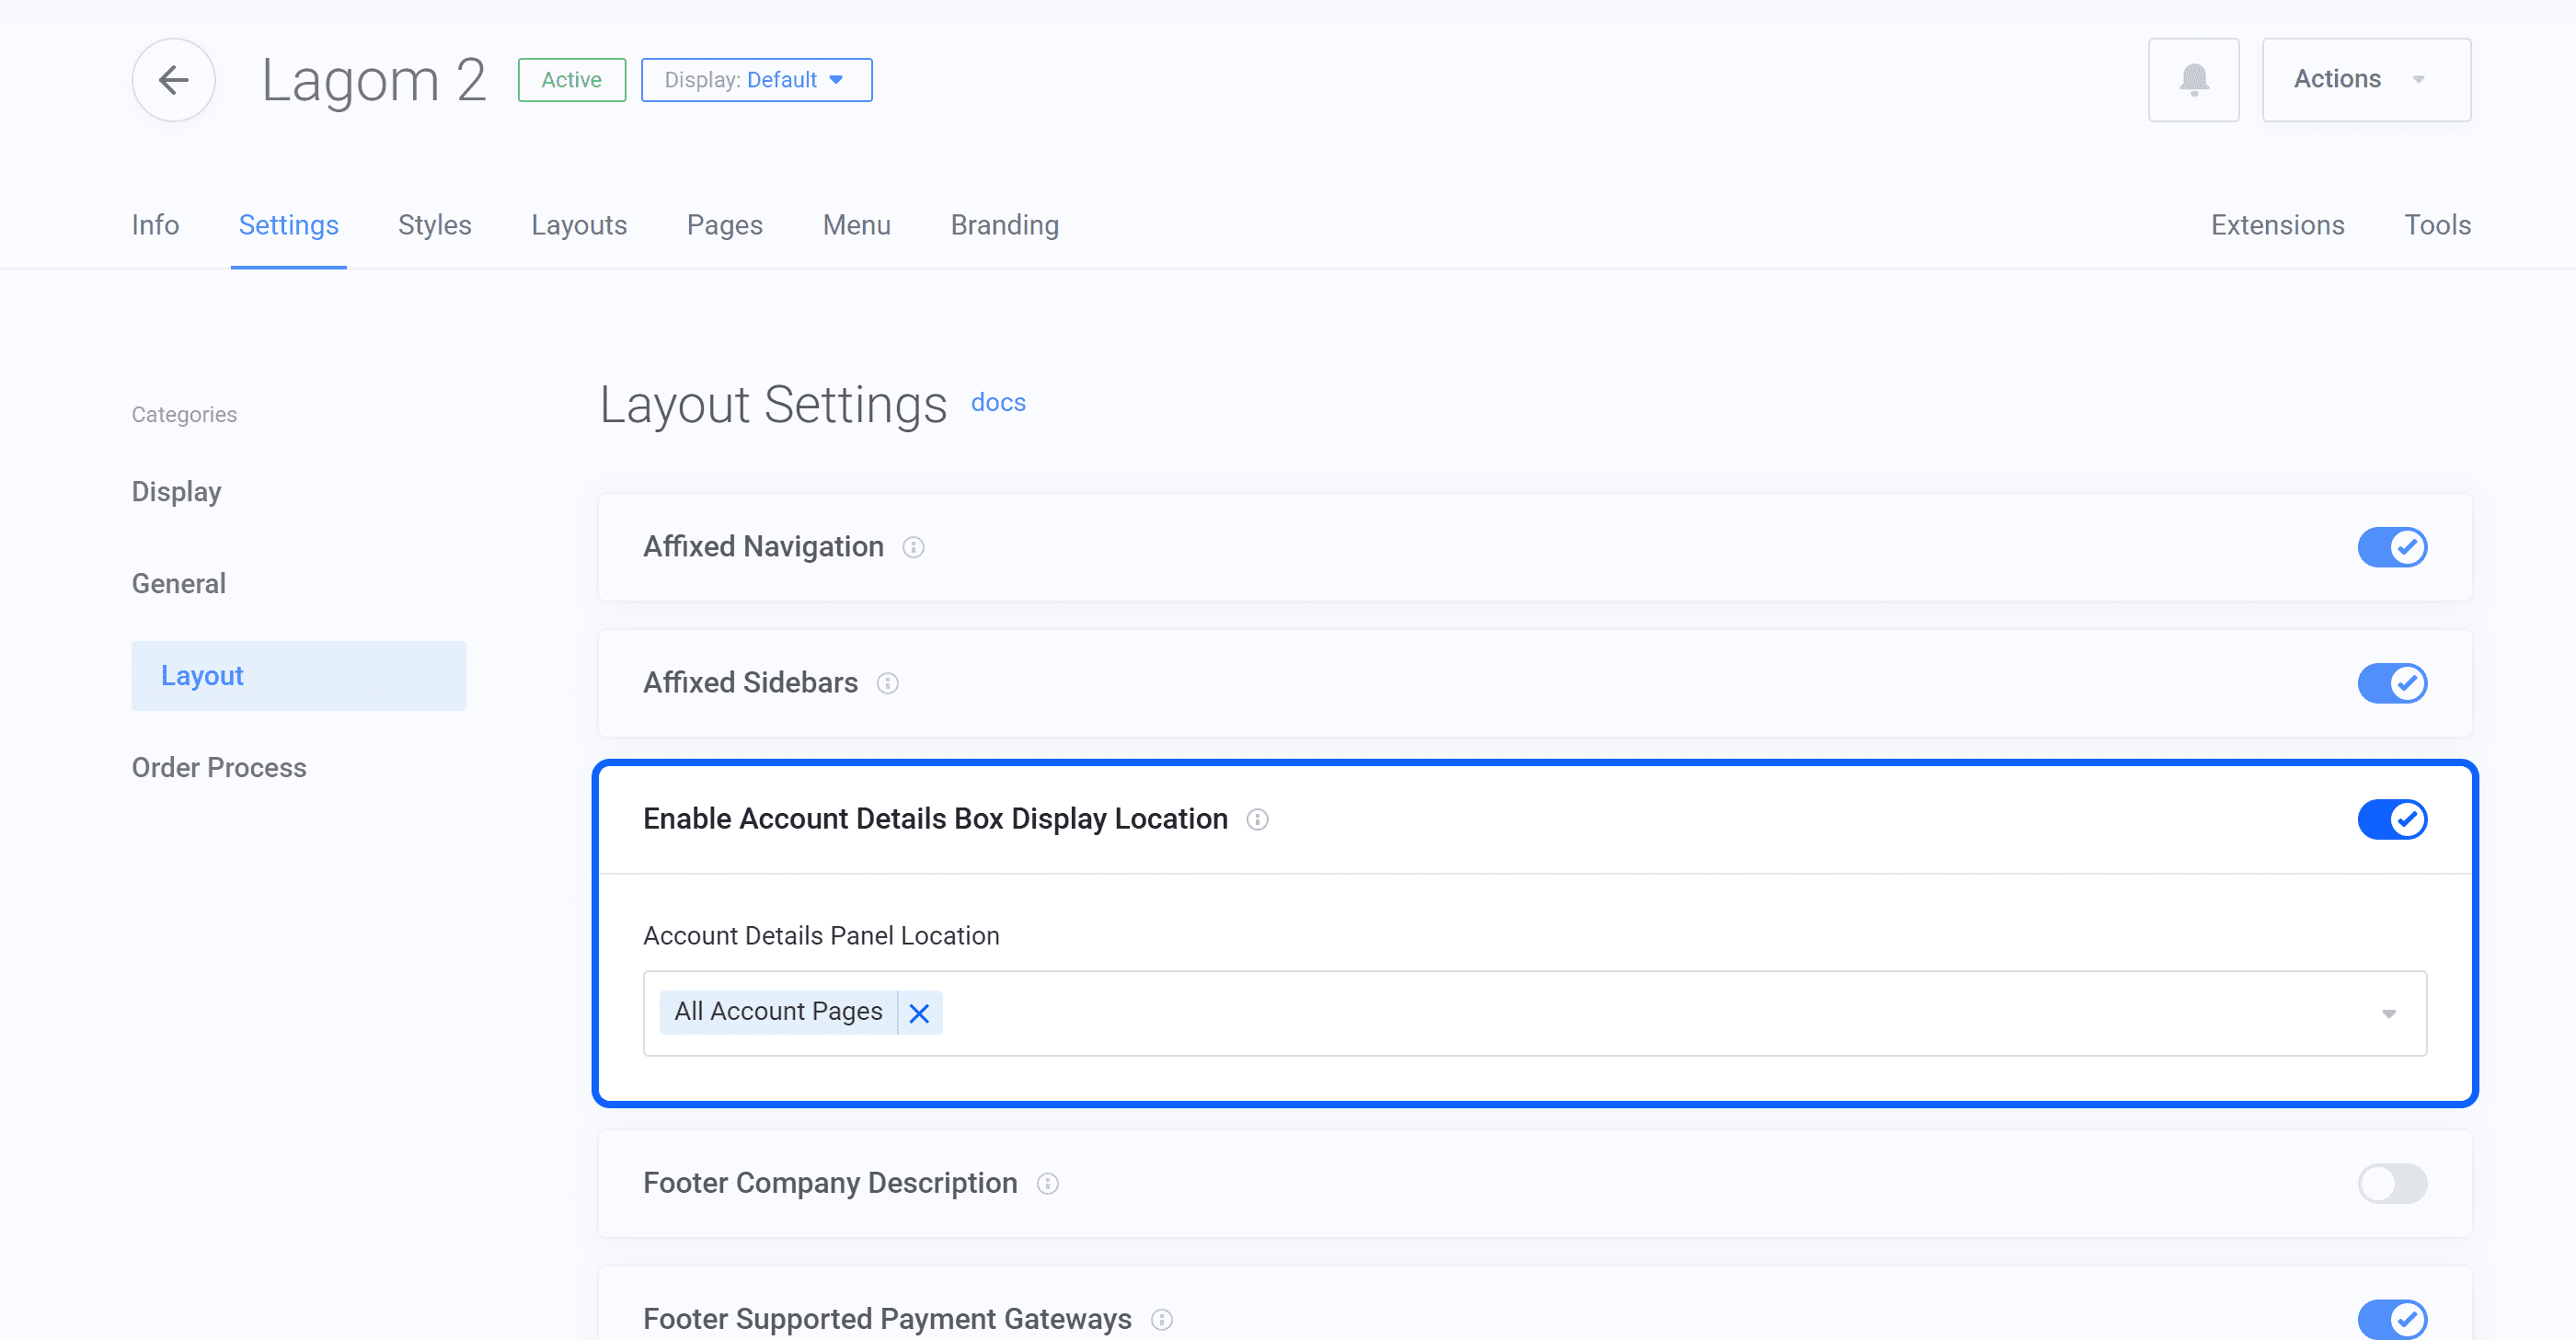 Lagom 2
Active
Display: Default
Actions
Info
Settings
Styles
Layouts
Pages
Menu
Branding
Extensions
Tools
Categories
Display
General
Layout
Order Process
Layout Settings docs
Affixed Navigation
Affixed Sidebars
Enable Account Details Box Display Location
Account Details Panel Location
All Account Pages
Footer Company Description
Footer Supported Payment Gateways